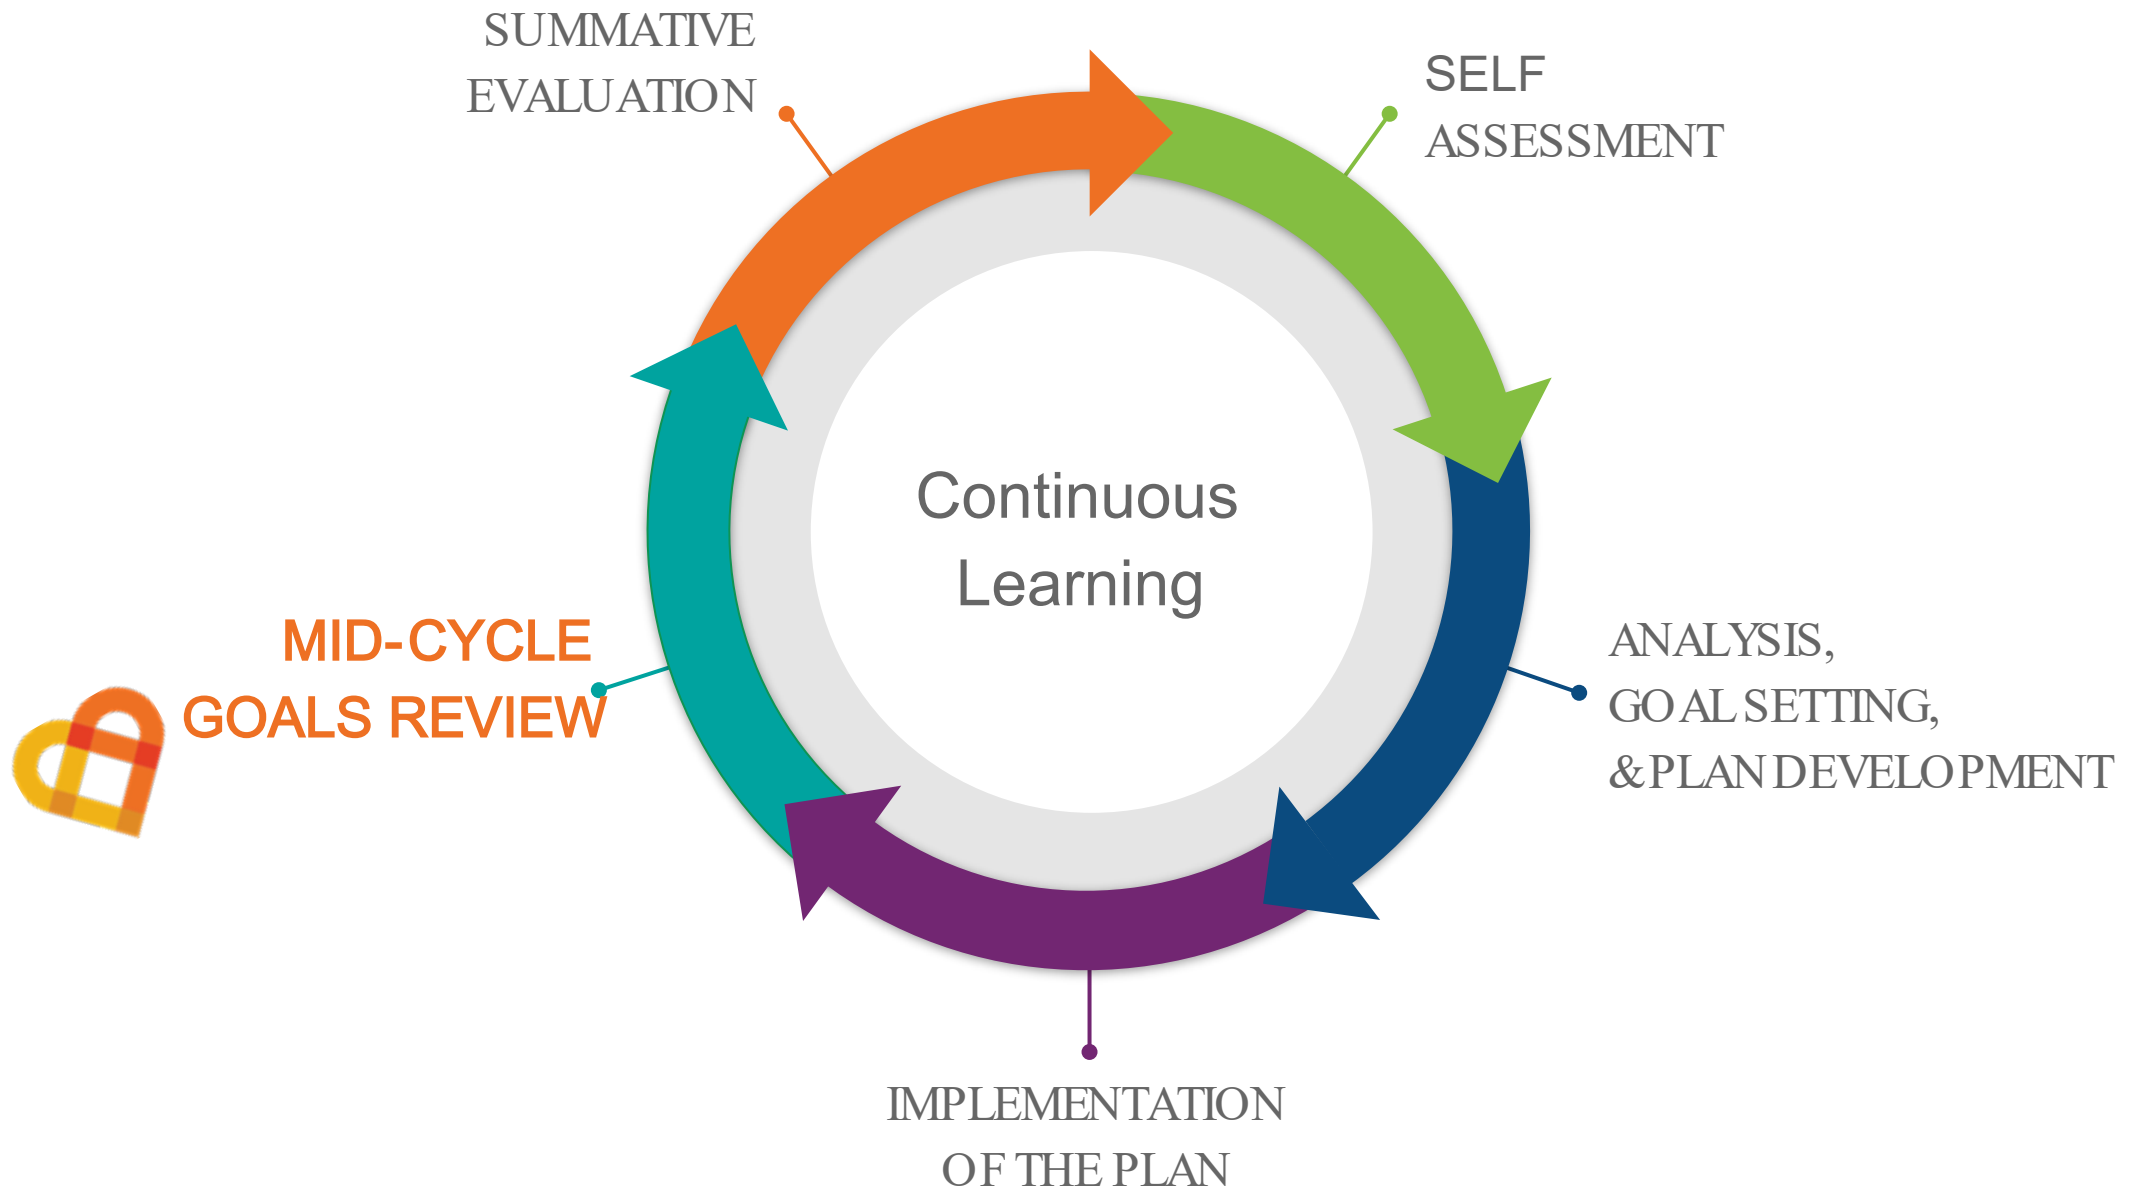 SUMMATIVE
EVALUATION
SELF
ASSESSMENT
Continuous
Learning
MID-CYCLE
GOALS REVIEW
ANALYSIS,
GOAL SETTING,
& PLAN DEVELOPMENT
IMPLEMENTATION
OF THE PLAN